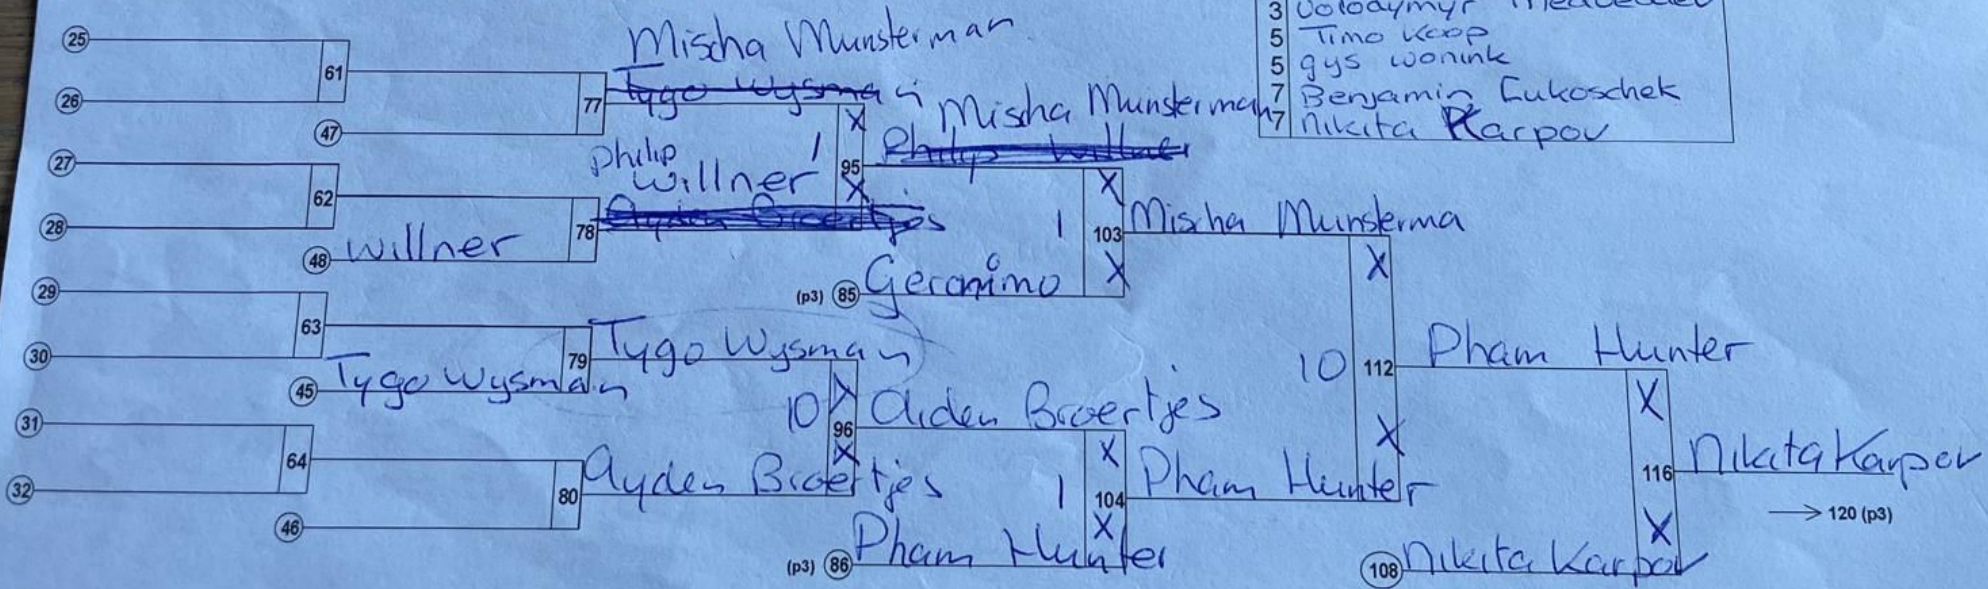 3 Volodymyr
5 Timo Koop
5 gys wonink
7 Benjamin Lukoschek
7 Nikita Karpov
25
61
Mischa Munsterman
26
77
Tygo Wysman
Mischa Munsterman
47
X
1
27
Philip
95
Philip Willner
62
Willner
X
X
28
78
Ayden Broertjes
1
103
Mischa Munsterma
48
Willner
X
X
29
(p3) 85
Geronimo
63
Tygo Wysman
30
79
10
112
Pham Hunter
45
Tygo Wysman
X
10
Aiden Broertjes
X
31
96
X
X
64
Ayden Broertjes
116
Nikita Karpov
32
80
1
104
Pham Hunter
46
X
X
→ 120 (p3)
(p3) 86
Pham Hunter
108
Nikita Karpov